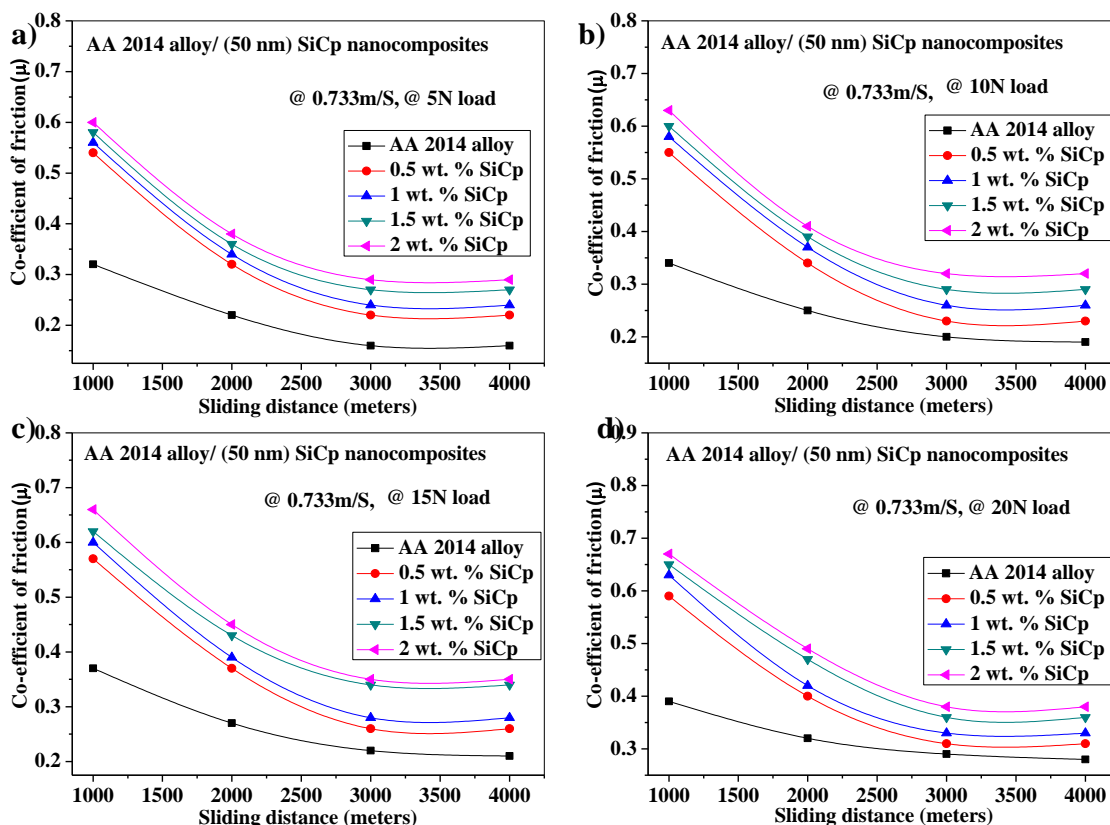 a)
AA 2014 alloy/ (50 nm) SiCp nanocomposites
@ 0.733m/S, @ 5N load
AA 2014 alloy
0.5 wt. % SiCp
1 wt. % SiCp
1.5 wt. % SiCp
2 wt. % SiCp
Co-efficient of friction(μ)
0.8
0.7
0.6
0.5
0.4
0.3
0.2
1000 1500 2000 2500 3000 3500 4000
Sliding distance (meters)
b)
AA 2014 alloy/ (50 nm) SiCp nanocomposites
@ 0.733m/S, @ 10N load
AA 2014 alloy
0.5 wt. % SiCp
1 wt. % SiCp
1.5 wt. % SiCp
2 wt. % SiCp
Co-efficient of friction(μ)
0.8
0.7
0.6
0.5
0.4
0.3
0.2
1000 1500 2000 2500 3000 3500 4000
Sliding distance (meters)
c)
AA 2014 alloy/ (50 nm) SiCp nanocomposites
@ 0.733m/S, @ 15N load
AA 2014 alloy
0.5 wt. % SiCp
1 wt. % SiCp
1.5 wt. % SiCp
2 wt. % SiCp
Co-efficient of friction(μ)
0.8
0.7
0.6
0.5
0.4
0.3
0.2
1000 1500 2000 2500 3000 3500 4000
Sliding distance (meters)
d)
AA 2014 alloy/ (50 nm) SiCp nanocomposites
@ 0.733m/S, @ 20N load
AA 2014 alloy
0.5 wt. % SiCp
1 wt. % SiCp
1.5 wt. % SiCp
2 wt. % SiCp
Co-efficient of friction(μ)
0.9
0.8
0.7
0.6
0.5
0.4
0.3
1000 1500 2000 2500 3000 3500 4000
Sliding distance (meters)